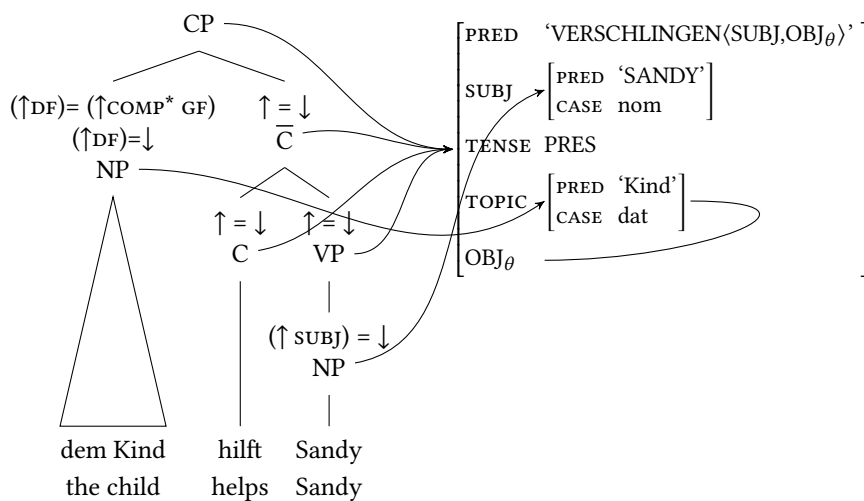 CP
(↑DF)= (↑COMP* GF)
(↑DF)=↓
NP
↑ = ↓
C̅
↑ = ↓
C
↑ = ↓
VP
(↑ SUBJ) = ↓
NP
dem Kind hilft Sandy
the child helps Sandy
PRED ‘VERSCHLINGEN⟨SUBJ,OBJθ⟩’
SUBJ
PRED ‘SANDY’
CASE nom
TENSE PRES
TOPIC
PRED ‘Kind’
CASE dat
OBJθ